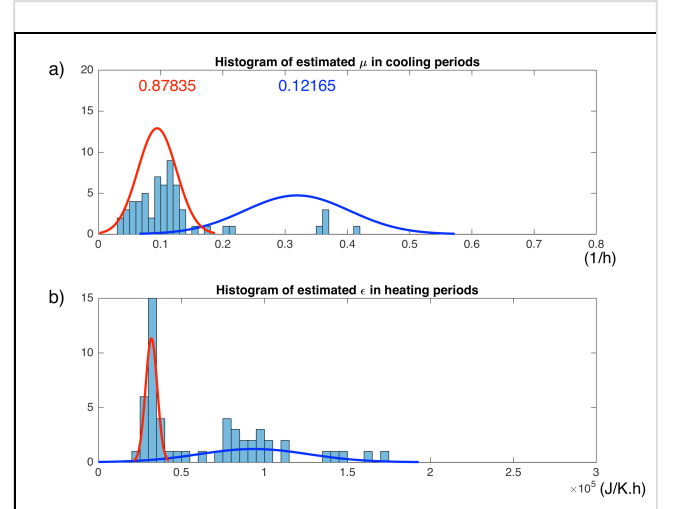 a)
Histogram of estimated μ in cooling periods
0.87835
0.12165
20
15
10
5
0
0 0.1 0.2 0.3 0.4 0.5 0.6 0.7 0.8
(1/h)
b)
Histogram of estimated ϵ in heating periods
15
10
5
0
0 0.5 1 1.5 2 2.5 3
×10⁵ (J/K.h)